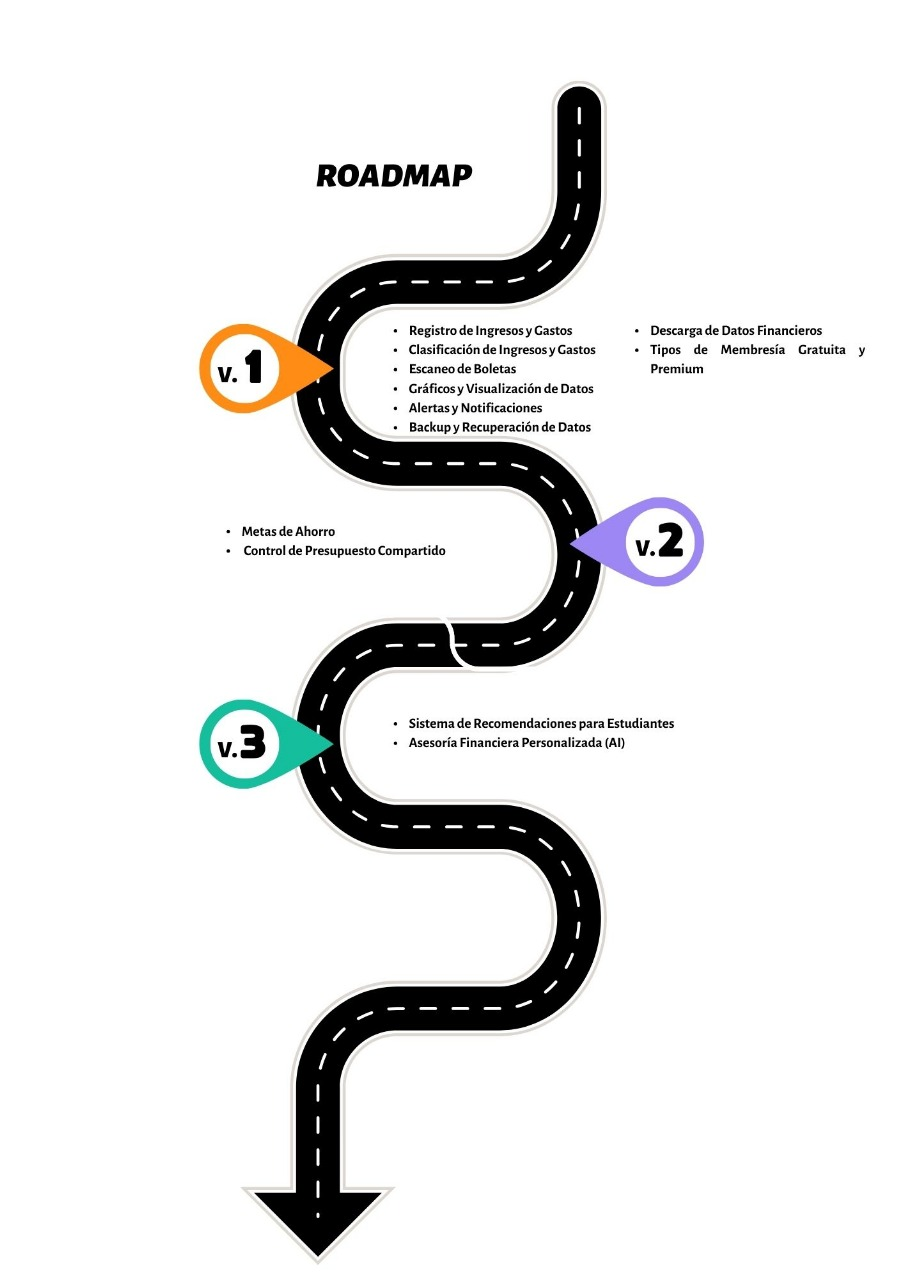 ROADMAP
v. 1
• Registro de Ingresos y Gastos
• Clasificación de Ingresos y Gastos
• Escaneo de Boletas
• Gráficos y Visualización de Datos
• Alertas y Notificaciones
• Backup y Recuperación de Datos
• Descarga de Datos Financieros
• Tipos de Membresía Gratuita y
Premium
v.2
• Metas de Ahorro
• Control de Presupuesto Compartido
v.3
• Sistema de Recomendaciones para Estudiantes
• Asesoría Financiera Personalizada (AI)